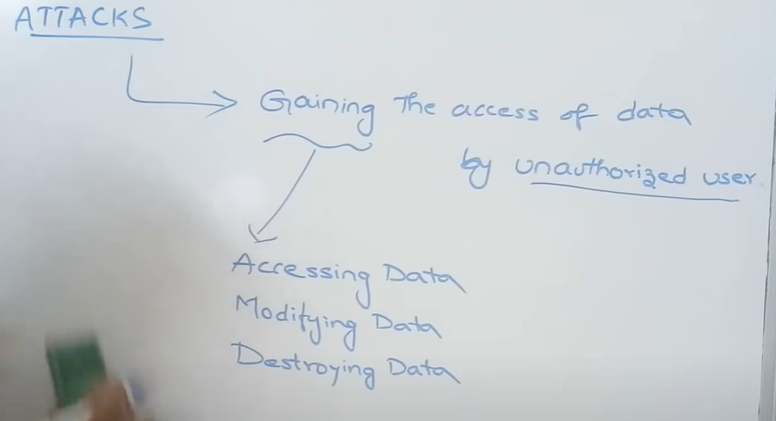 ATTACKS
Gaining The access of data
by unauthorized user.
Accessing Data
Modifying Data
Destroying Data